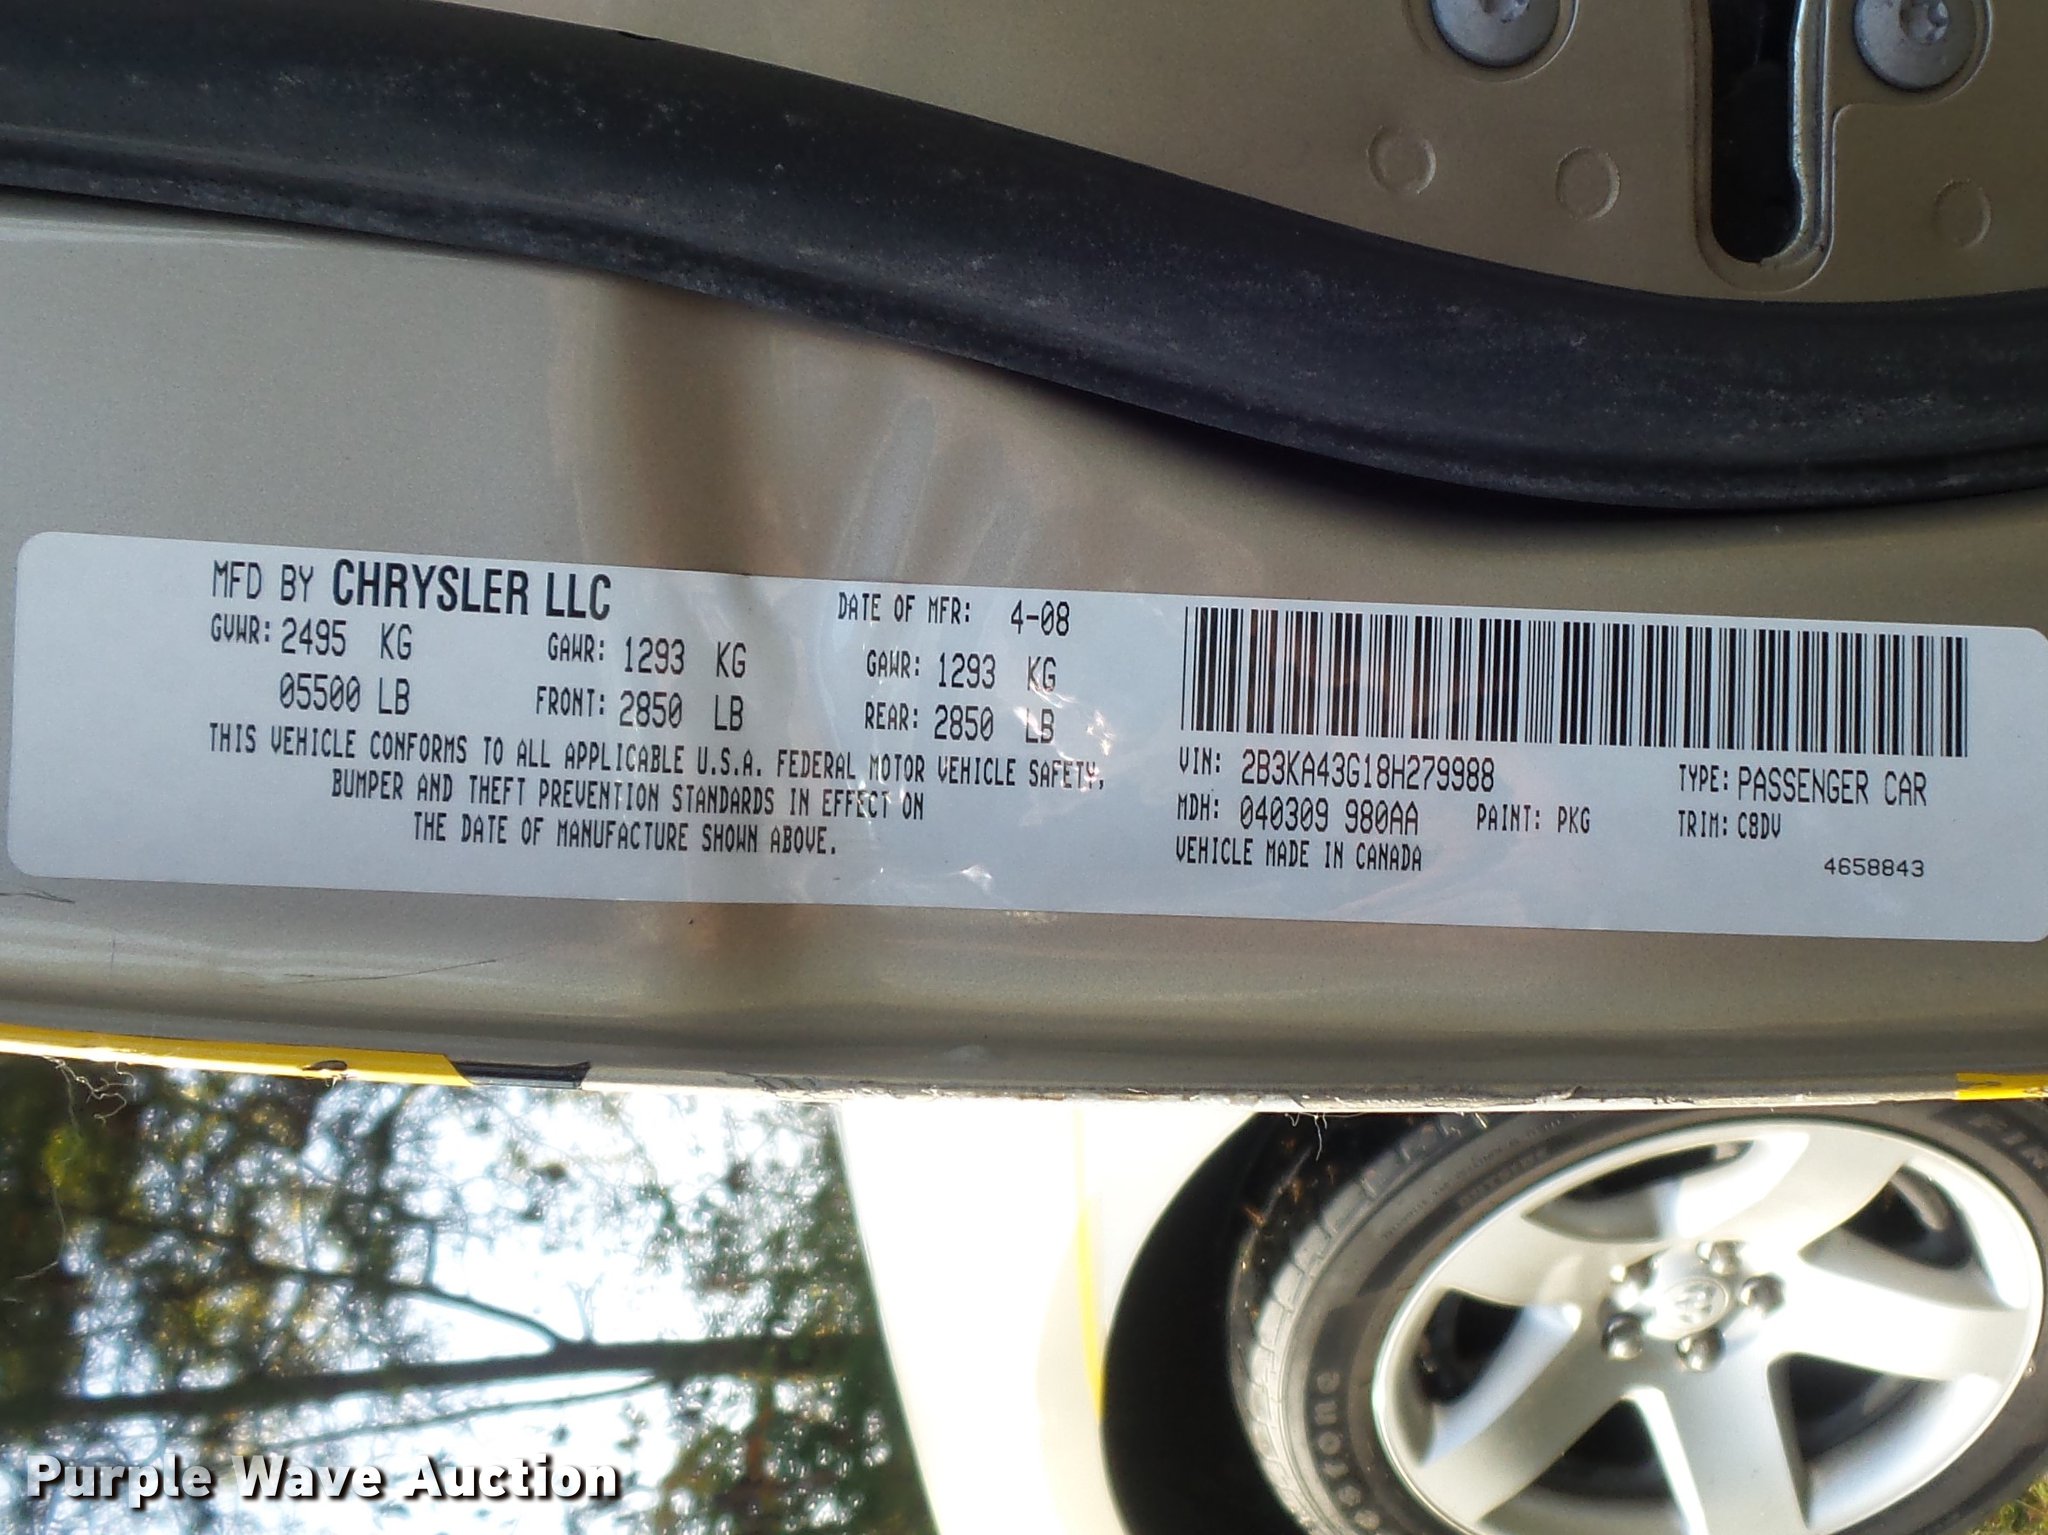 MFD BY CHRYSLER LLC DATE OF MFR: 4-08
GVWR: 2495 KG GAWR: 1293 KG GAWR: 1293 KG
05500 LB FRONT: 2850 LB REAR: 2850 LB
THIS VEHICLE CONFORMS TO ALL APPLICABLE U.S.A. FEDERAL MOTOR VEHICLE SAFETY,
BUMPER AND THEFT PREVENTION STANDARDS IN EFFECT ON
THE DATE OF MANUFACTURE SHOWN ABOVE.
VIN: 2B3KA43G18H279988 TYPE: PASSENGER CAR
MDH: 040309 980AA PAINT: PKG TRIM: C8DV
VEHICLE MADE IN CANADA
4658843
FIR
estone
Purple Wave Auction